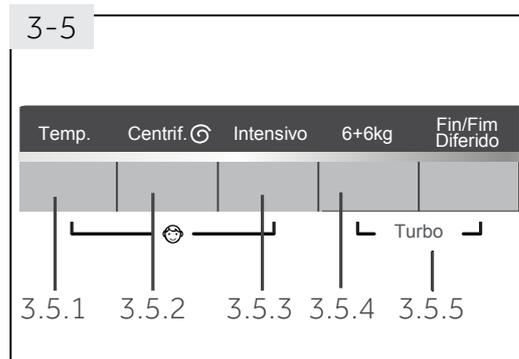 3-5
Temp. Centrif. Intensivo 6+6kg Fin/Fim Diferido
Turbo
3.5.1 3.5.2 3.5.3 3.5.4 3.5.5